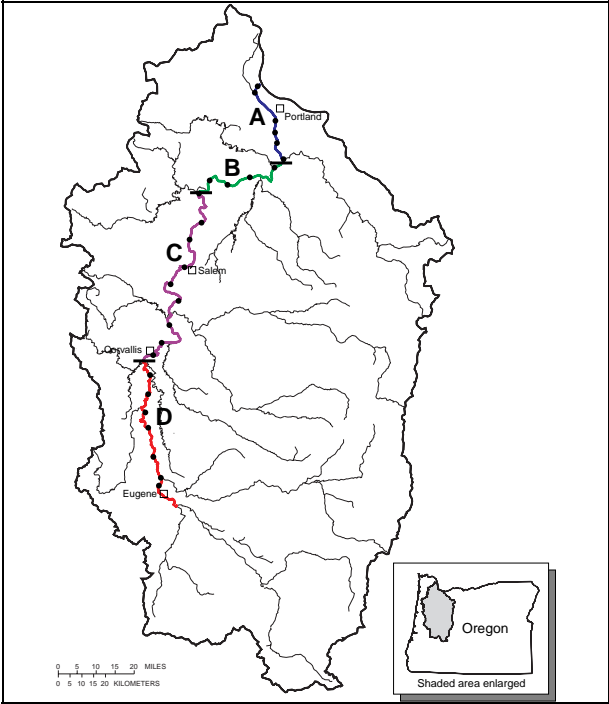 A
Portland
B
C
Salem
Corvallis
D
Eugene
0 5 10 15 20 MILES
0 5 10 15 20 KILOMETERS
Oregon
Shaded area enlarged